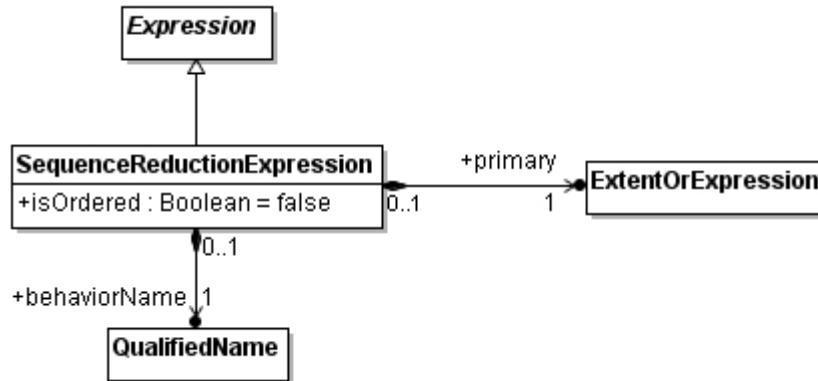 Expression
SequenceReductionExpression
+isOrdered : Boolean = false
+primary
0..1
1
ExtentOrExpression
0..1
+behaviorName
1
QualifiedName